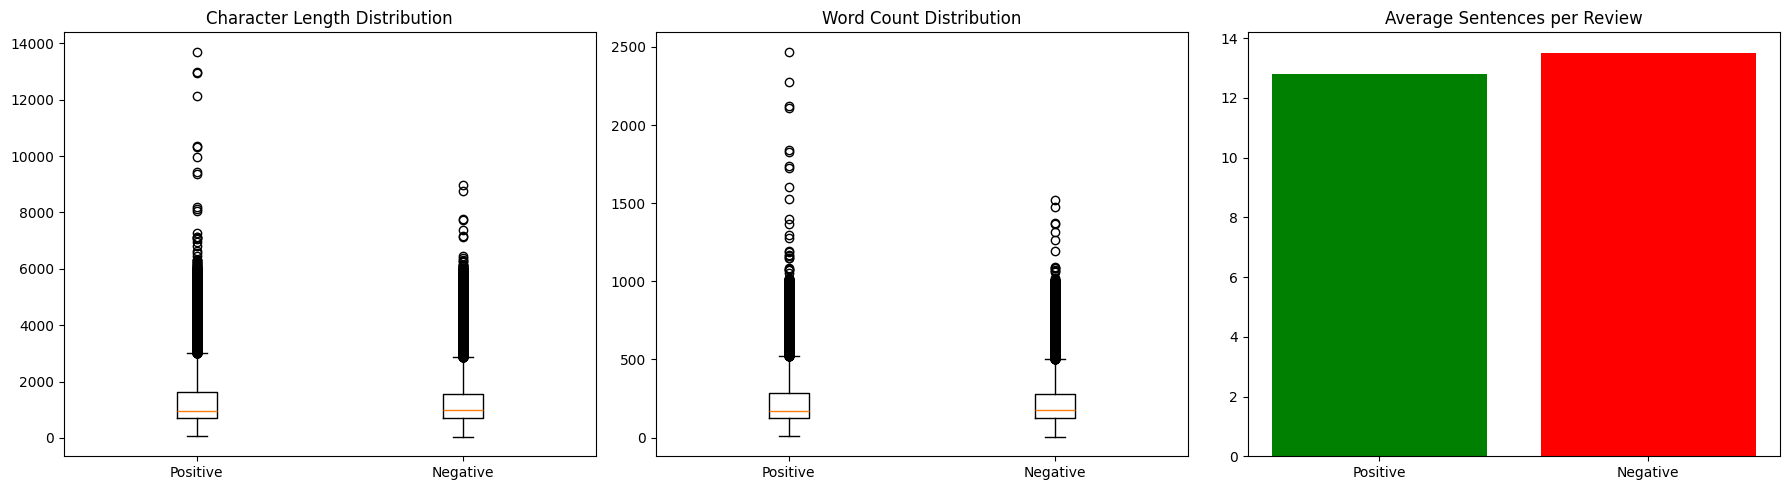 Character Length Distribution
14000
12000
10000
8000
6000
4000
2000
0
Positive
Negative
Word Count Distribution
2500
2000
1500
1000
500
0
Positive
Negative
Average Sentences per Review
14
12
10
8
6
4
2
0
Positive
Negative